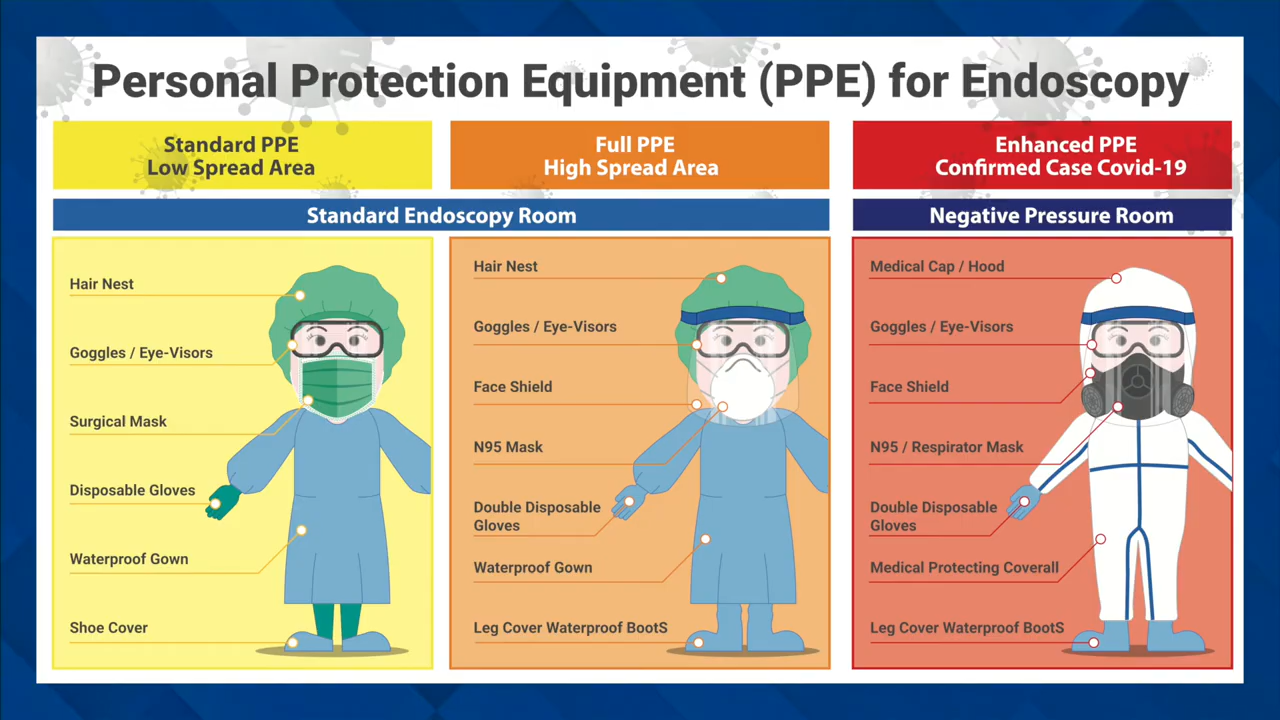 Personal Protection Equipment (PPE) for Endoscopy
Standard PPE
Low Spread Area
Full PPE
High Spread Area
Enhanced PPE
Confirmed Case Covid-19
Standard Endoscopy Room
Negative Pressure Room
Hair Nest
Goggles / Eye-Visors
Surgical Mask
Disposable Gloves
Waterproof Gown
Shoe Cover
Hair Nest
Goggles / Eye-Visors
Face Shield
N95 Mask
Double Disposable
Gloves
Waterproof Gown
Leg Cover Waterproof BootS
Medical Cap / Hood
Goggles / Eye-Visors
Face Shield
N95 / Respirator Mask
Double Disposable
Gloves
Medical Protecting Coverall
Leg Cover Waterproof BootS